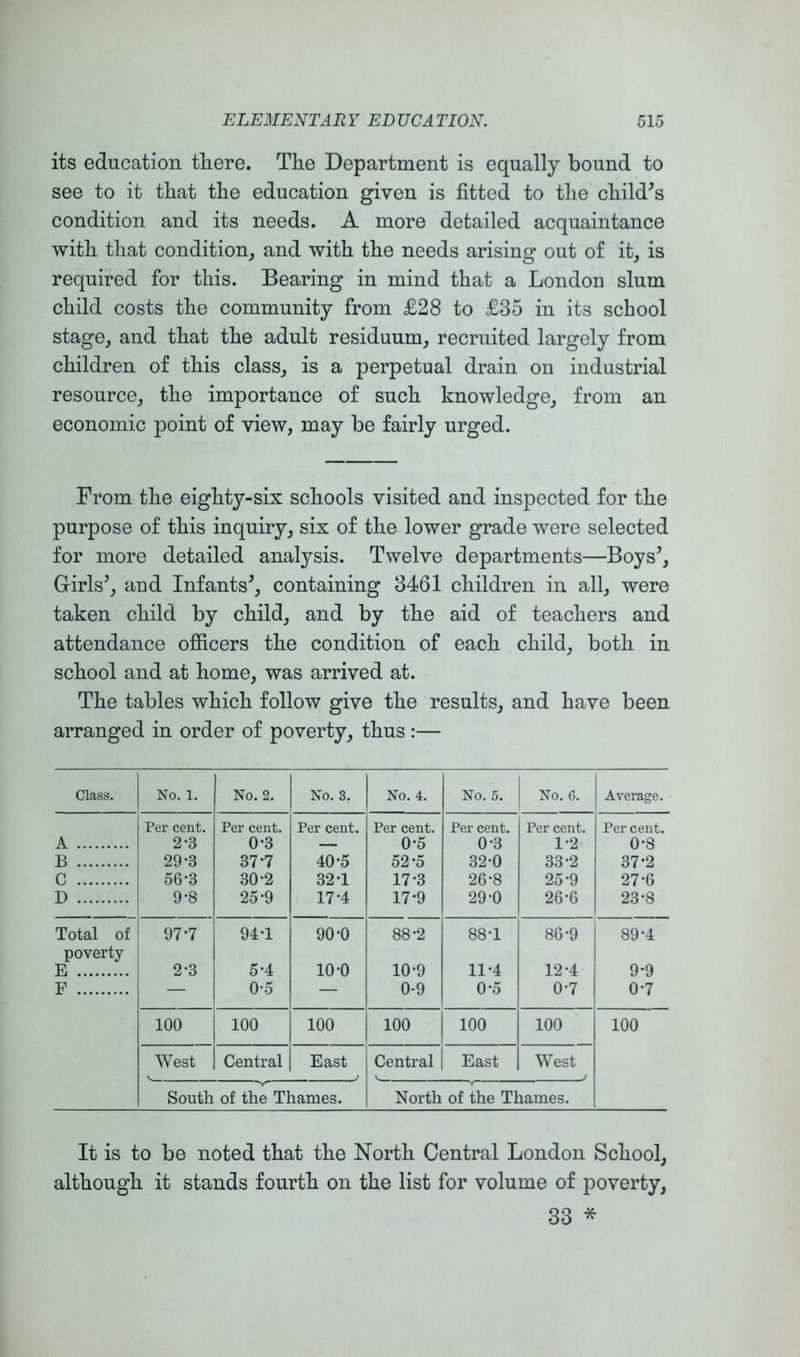 ELEMENTARY EDUCATION. 515
its education there. The Department is equally bound to
see to it that the education given is fitted to the child's
condition and its needs. A more detailed acquaintance
with that condition, and with the needs arising out of it, is
required for this. Bearing in mind that a London slum
child costs the community from £28 to £35 in its school
stage, and that the adult residuum, recruited largely from
children of this class, is a perpetual drain on industrial
resource, the importance of such knowledge, from an
economic point of view, may be fairly urged.
From the eighty-six schools visited and inspected for the
purpose of this inquiry, six of the lower grade were selected
for more detailed analysis. Twelve departments—Boys',
Girls', and Infants', containing 3461 children in all, were
taken child by child, and by the aid of teachers and
attendance officers the condition of each child, both in
school and at home, was arrived at.
The tables which follow give the results, and have been
arranged in order of poverty, thus :—
Class. No. 1. No. 2. No. 3. No. 4. No. 5. No. 6. Average.
Per cent. Per cent. Per cent. Per cent. Per cent. Per cent. Per cent.
A ......... 2·3 0·3 — 0·5 0·3 1·2 0·8
B ......... 29·3 37·7 40·5 52·5 32·0 33·2 37·2
C ......... 56·3 30·2 32·1 17·3 26·8 25·9 27·6
D ......... 9·8 25·9 17·4 17·9 29·0 26·6 23·8
Total of 97·7 94·1 90·0 88·2 88·1 86·9 89·4
poverty
E ......... 2·3 5·4 10·0 10·9 11·4 12·4 9·9
F ......... — 0·5 — 0-9 0·5 0·7 0·7
100 100 100 100 100 100 100
West Central East Central East West
South of the Thames. North of the Thames.
It is to be noted that the North Central London School,
although it stands fourth on the list for volume of poverty,
33 *